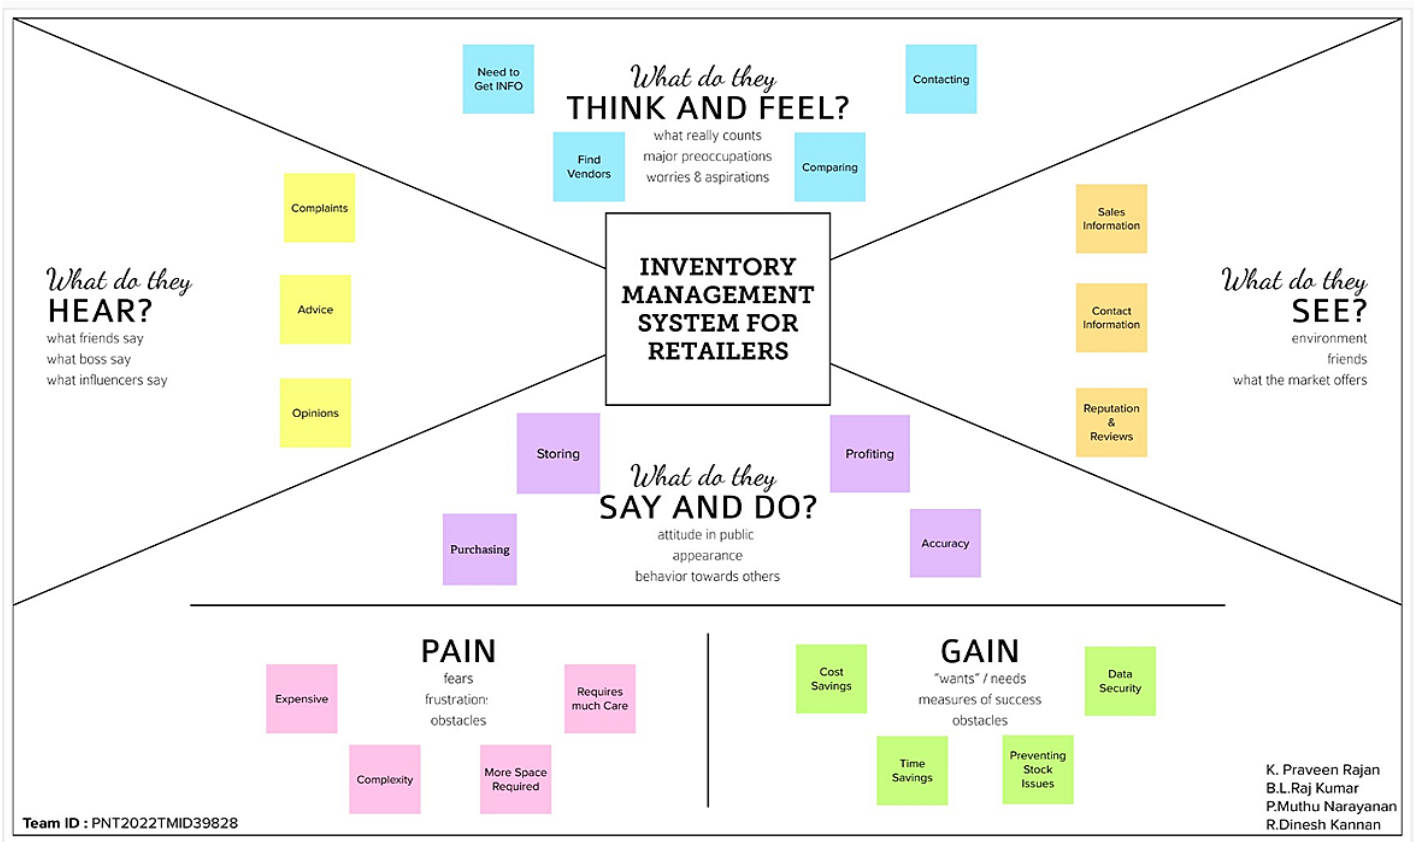 Need to
Get INFO
What do they
THINK AND FEEL?
what really counts
major preoccupations
worries & aspirations
Contacting
Find
Vendors
Comparing
Complaints
Advice
Opinions
What do they
HEAR?
what friends say
what boss say
what influencers say
INVENTORY
MANAGEMENT
SYSTEM FOR
RETAILERS
Sales
Information
Contact
Information
Reputation
&
Reviews
What do they
SEE?
environment
friends
what the market offers
Storing
Profiting
What do they
SAY AND DO?
attitude in public
appearance
behavior towards others
Purchasing
Accuracy
PAIN
fears
frustrations
obstacles
Expensive
Requires
much Care
Complexity
More Space
Required
GAIN
"wants" / needs
measures of success
obstacles
Cost
Savings
Data
Security
Time
Savings
Preventing
Stock
Issues
Team ID : PNT2022TMID39828
K. Praveen Rajan
B.L.Raj Kumar
P.Muthu Narayanan
R.Dinesh Kannan